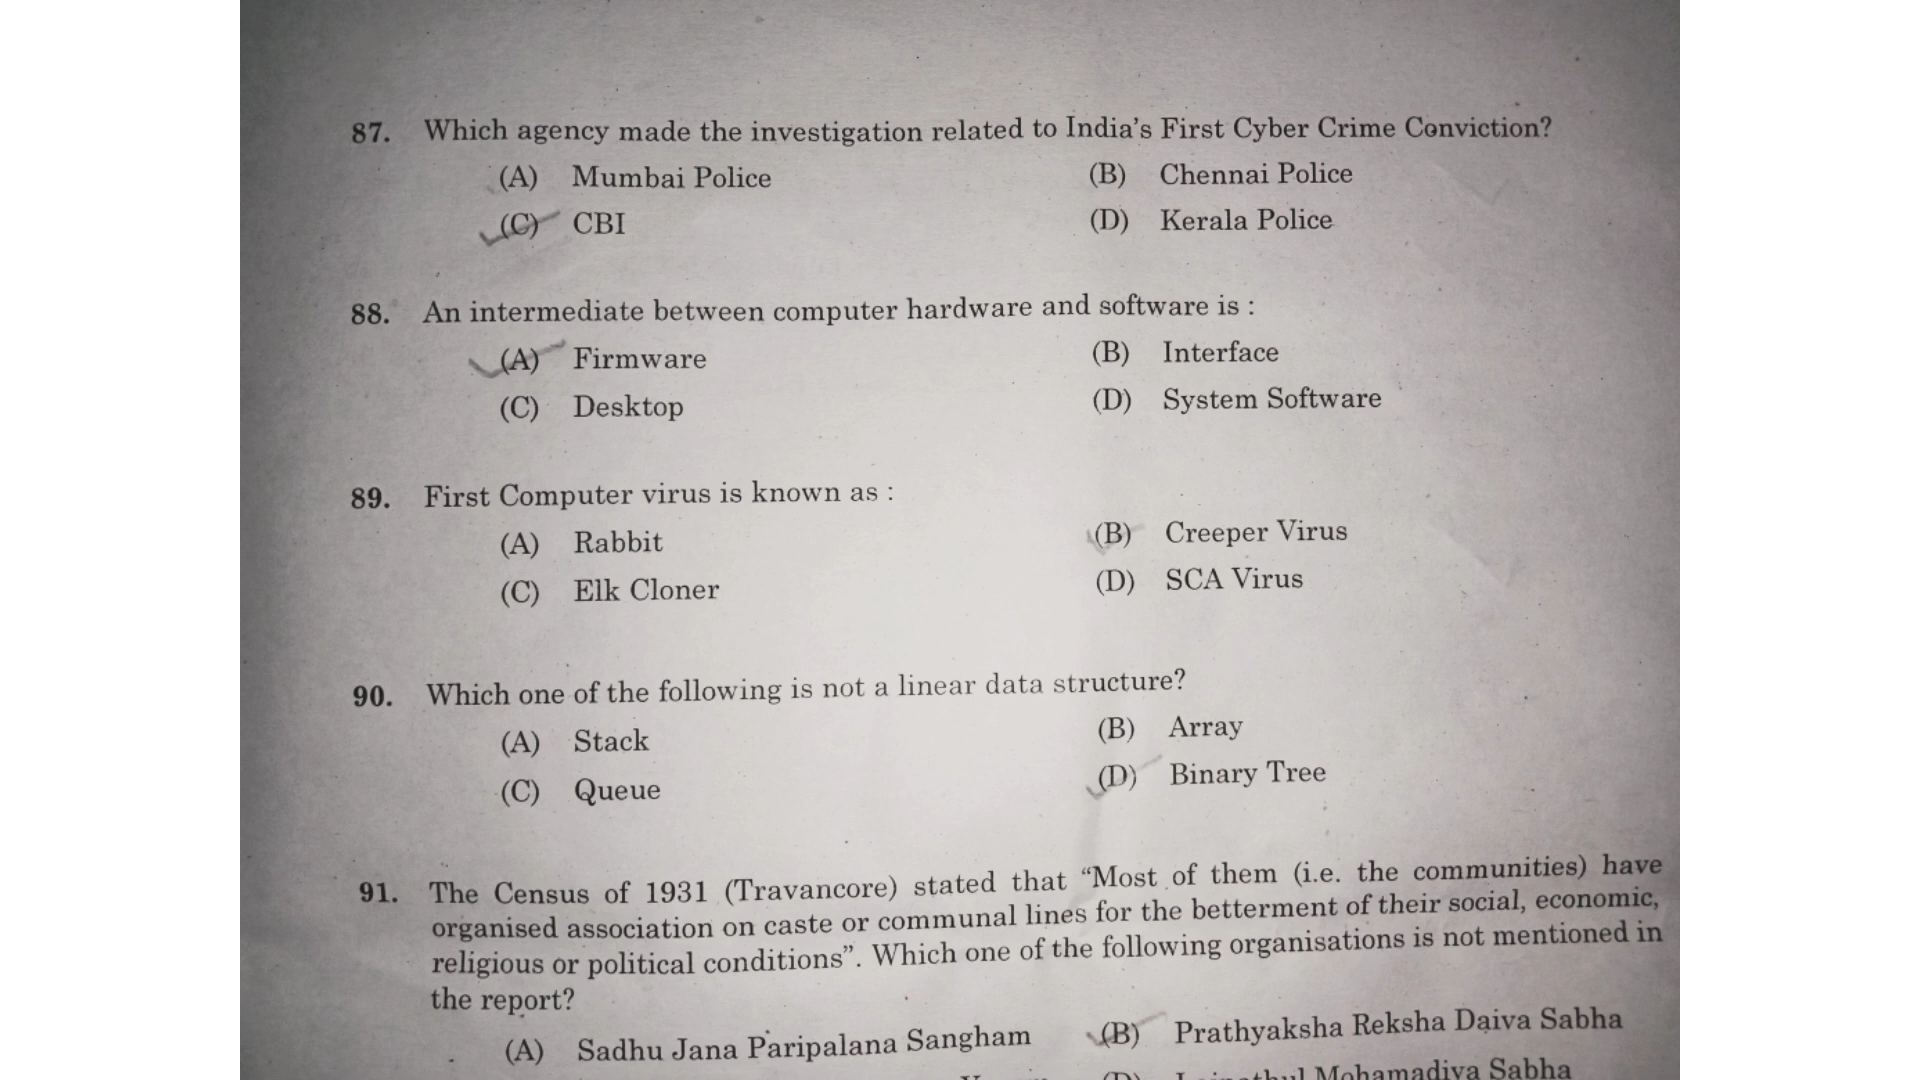 87. Which agency made the investigation related to India's First Cyber Crime Conviction?
(A) Mumbai Police (B) Chennai Police
(C) CBI (D) Kerala Police
88. An intermediate between computer hardware and software is :
(A) Firmware (B) Interface
(C) Desktop (D) System Software
89. First Computer virus is known as :
(A) Rabbit (B) Creeper Virus
(C) Elk Cloner (D) SCA Virus
90. Which one of the following is not a linear data structure?
(A) Stack (B) Array
(C) Queue (D) Binary Tree
91. The Census of 1931 (Travancore) stated that “Most of them (i.e. the communities) have
organised association on caste or communal lines for the betterment of their social, economic,
religious or political conditions”. Which one of the following organisations is not mentioned in
the report?
(A) Sadhu Jana Paripalana Sangham (B) Prathyaksha Reksha Daiva Sabha
(D) Mohamadiya Sabha